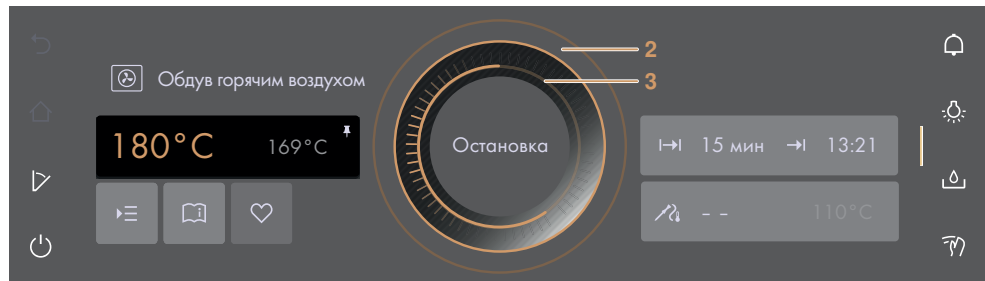 Обдув горячим воздухом
180°C 169°C
Остановка
2
3
15 мин 13:21
- - 110°C